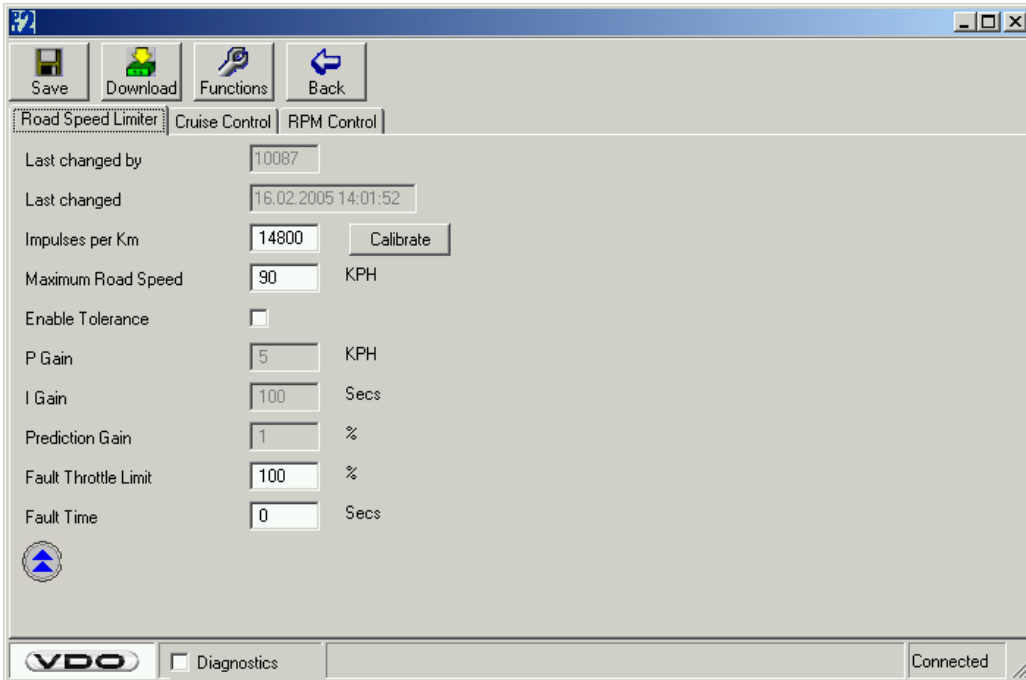 Save Download Functions Back
Road Speed Limiter Cruise Control RPM Control
Last changed by 10087
Last changed 16.02.2005 14:01:52
Impulses per Km 14800 Calibrate
Maximum Road Speed 90 KPH
Enable Tolerance
P Gain 5 KPH
I Gain 100 Secs
Prediction Gain 1 %
Fault Throttle Limit 100 %
Fault Time 0 Secs
VDO Diagnostics Connected